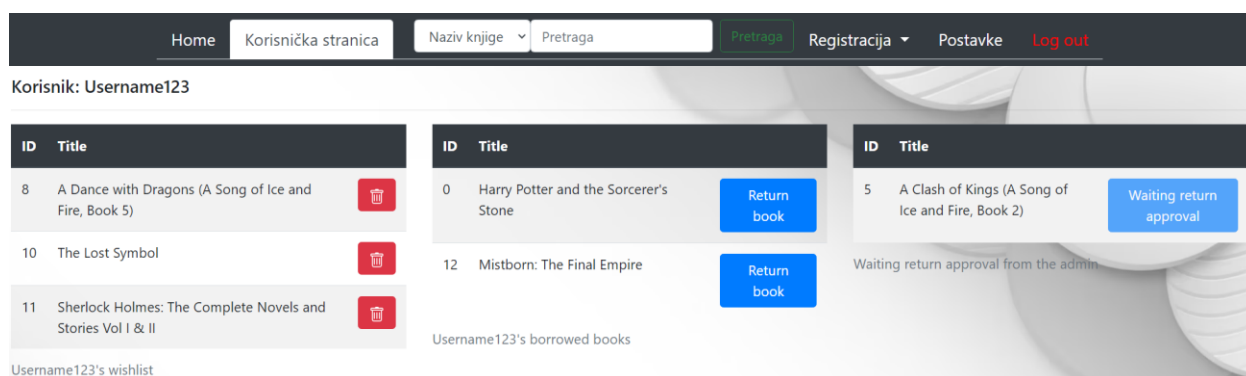 Home Korisnička stranica Naziv knjige Pretraga Pretraga Registracija Postavke Log out
Korisnik: Username123
ID Title
8 A Dance with Dragons (A Song of Ice and
Fire, Book 5)
10 The Lost Symbol
11 Sherlock Holmes: The Complete Novels and
Stories Vol I & II
Username123's wishlist
ID Title
0 Harry Potter and the Sorcerer's
Stone
Return
book
12 Mistborn: The Final Empire
Return
book
Username123's borrowed books
ID Title
5 A Clash of Kings (A Song of
Ice and Fire, Book 2)
Waiting return
approval
Waiting return approval from the admin